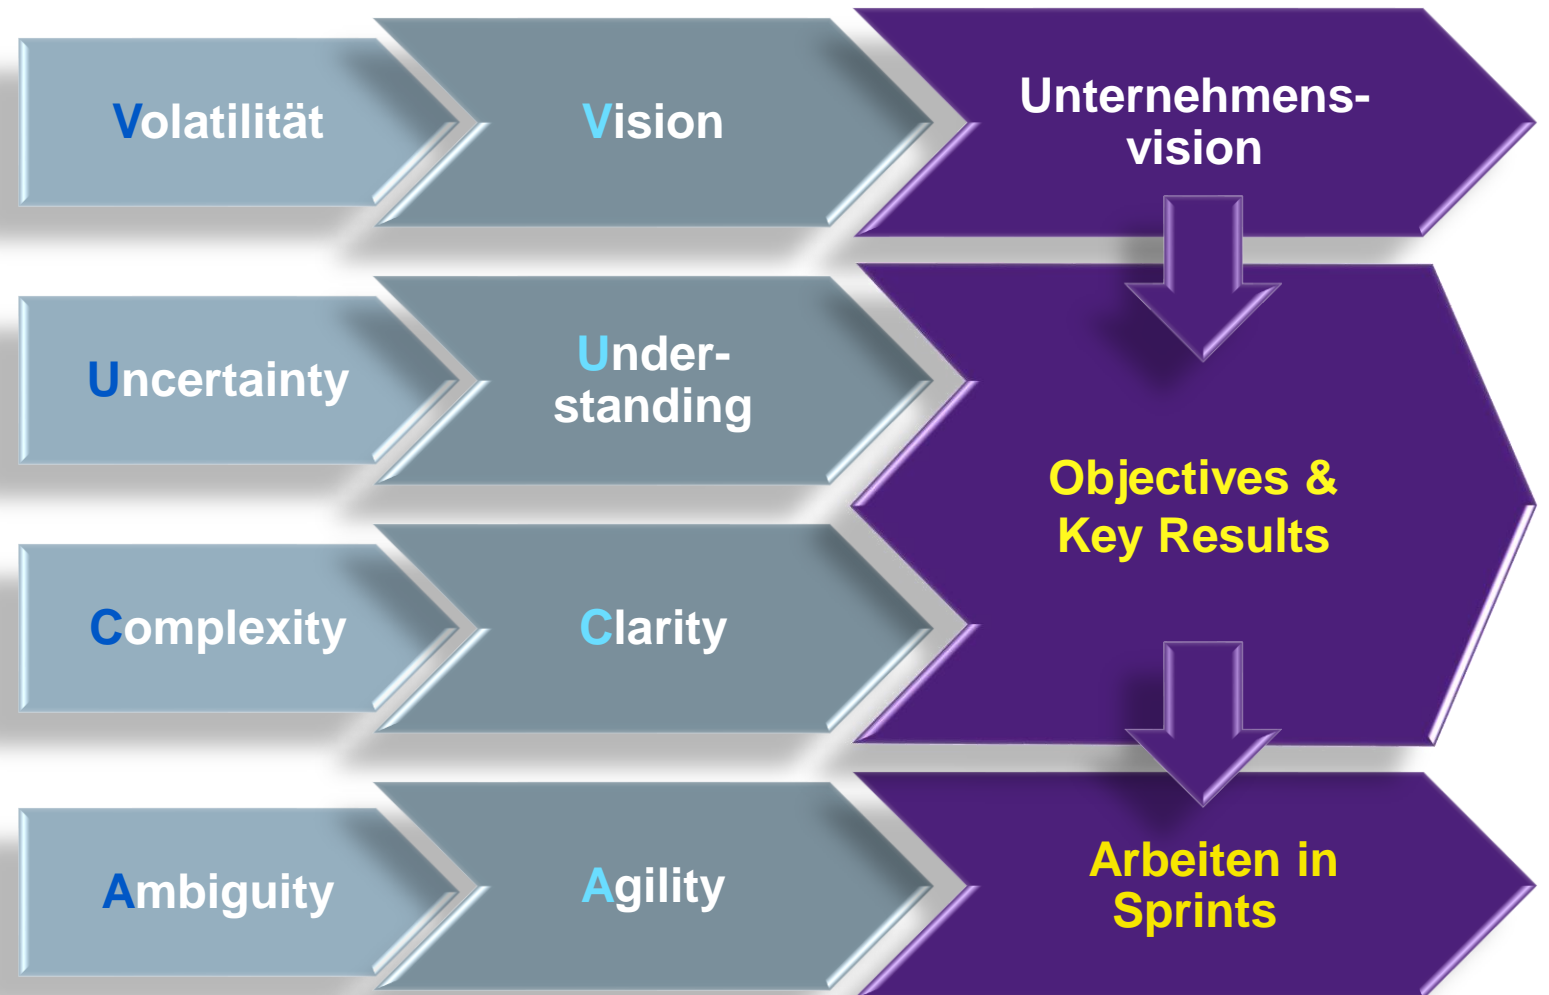 Volatilität
Vision
Unternehmens-
vision
Uncertainty
Under-
standing
Objectives &
Key Results
Complexity
Clarity
Ambiguity
Agility
Arbeiten in
Sprints